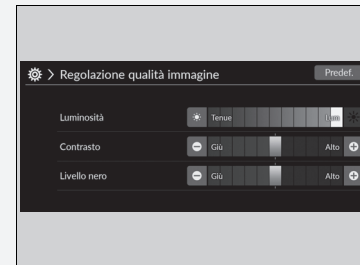 Regolazione qualità immagine
Predef.
Luminosità
Tenue
Contrasto
Giù
Alto
Livello nero
Giù
Alto